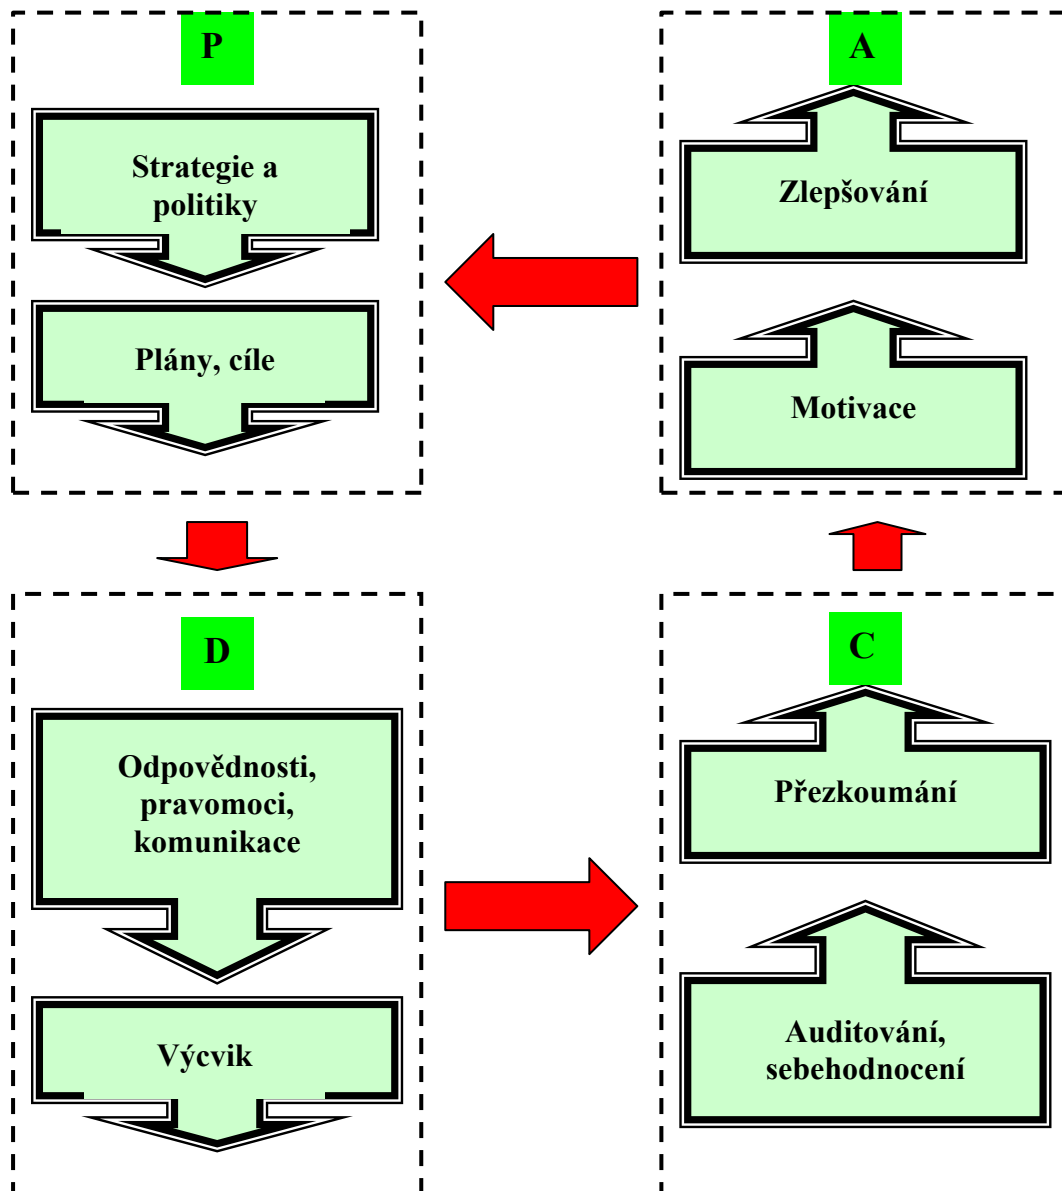 P
Strategie a
politiky
Plány, cíle
A
Zlepšování
Motivace
D
Odpovědnosti,
pravomoci,
komunikace
Výcvik
C
Přezkoumání
Auditování,
sebehodnocení